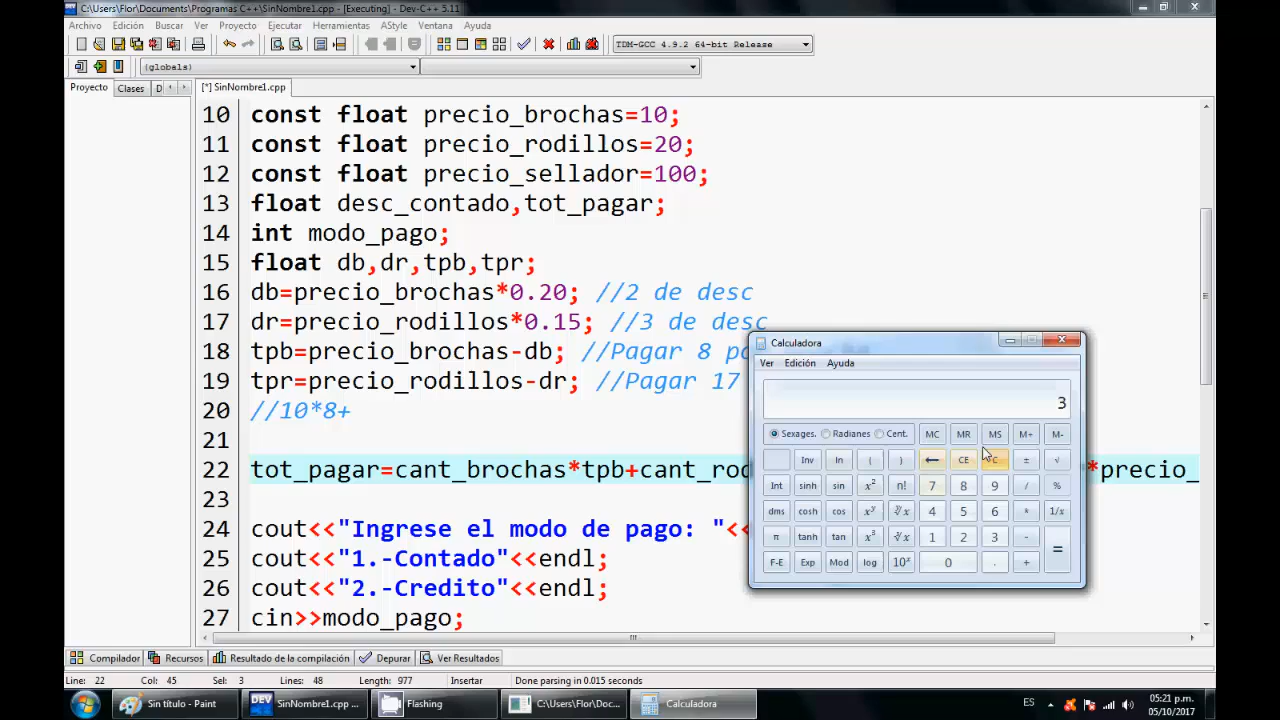 C:\Users\Flor\Documents\Programas C++\SinNombre1.cpp - [Executing] - Dev-C++ 5.11
Archivo Edición Buscar Ver Proyecto Ejecutar Herramientas AStyle Ventana Ayuda
TDM-GCC 4.9.2 64-bit Release
(globals)
Proyecto Clases D
[*] SinNombre1.cpp
10 const float precio_brochas=10;
11 const float precio_rodillos=20;
12 const float precio_sellador=100;
13 float desc_contado,tot_pagar;
14 int modo_pago;
15 float db,dr,tpb,tpr;
16 db=precio_brochas*0.20; //2 de desc
17 dr=precio_rodillos*0.15; //3 de desc
18 tpb=precio_brochas-db; //Pagar 8
19 tpr=precio_rodillos-dr; //Pagar 17
20 //10*8+
21
22 tot_pagar=cant_brochas*tpb+cant_ *precio_
23
24 cout<<"Ingrese el modo de pago: "<<
25 cout<<"1.-Contado"<<endl;
26 cout<<"2.-Credito"<<endl;
27 cin>>modo_pago;
Calculadora
Ver Edición Ayuda
3
Sexages. Radianes Cent. MC MR MS M+ M-
Inv ln ( ) ← CE C ± √
Int sinh sin x² n! 7 8 9 / %
dms cosh cos xʸ ʸ√x 4 5 6 * 1/x
π tanh tan x³ ³√x 1 2 3 - =
F-E Exp Mod log 10ˣ 0 . +
Compilador Recursos Resultado de la compilación Depurar Ver Resultados
Line: 22 Col: 45 Sel: 3 Lines: 48 Length: 977 Insertar Done parsing in 0.015 seconds
Sin título - Paint DEV SinNombre1.cpp ... Flashing C:\Users\Flor\Doc... Calculadora ES 05:21 p.m.
05/10/2017